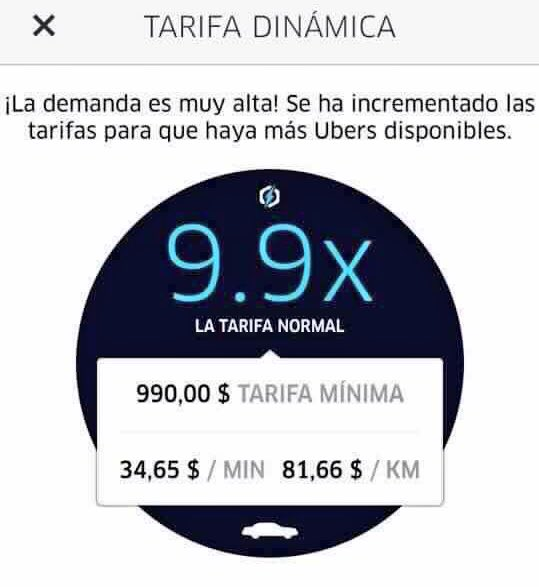 TARIFA DINÁMICA
¡La demanda es muy alta! Se ha incrementado las
tarifas para que haya más Ubers disponibles.
9.9x
LA TARIFA NORMAL
990,00 $ TARIFA MÍNIMA
34,65 $ / MIN 81,66 $ / KM